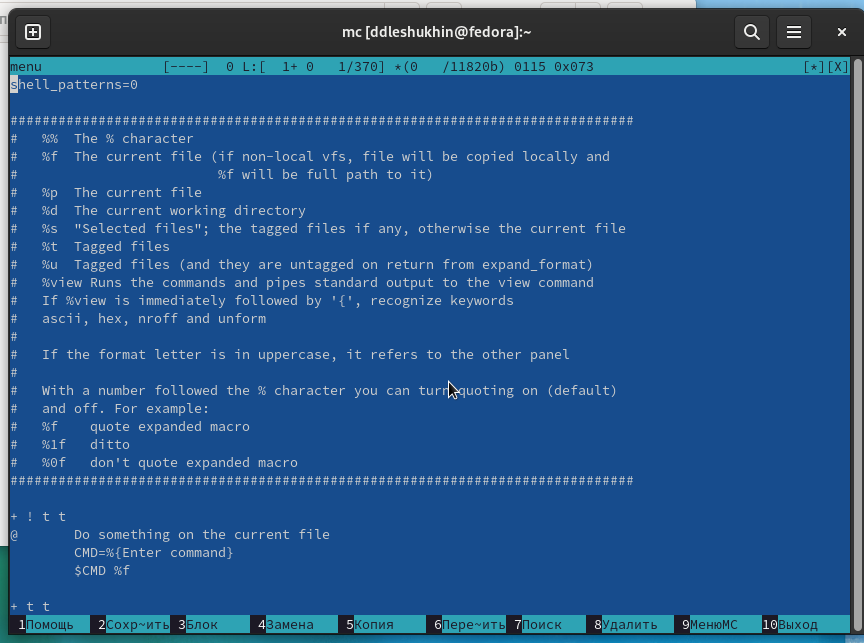 mc [ddleshukhin@fedora]:~
menu [----] 0 L:[ 1+ 0 1/370] *(0 /11820b) 0115 0x073 [*][X]
shell_patterns=0
##############################################################################
# %% The % character
# %f The current file (if non-local vfs, file will be copied locally and
# %f will be full path to it)
# %p The current file
# %d The current working directory
# %s "Selected files"; the tagged files if any, otherwise the current file
# %t Tagged files
# %u Tagged files (and they are untagged on return from expand_format)
# %view Runs the commands and pipes standard output to the view command
# If %view is immediately followed by '{', recognize keywords
# ascii, hex, nroff and unform
#
# If the format letter is in uppercase, it refers to the other panel
#
# With a number followed the % character you can turn quoting on (default)
# and off. For example:
# %f quote expanded macro
# %1f ditto
# %0f don't quote expanded macro
##############################################################################
+ ! t t
@ Do something on the current file
CMD=%{Enter command}
$CMD %f
+ t t
1Помощь 2Сохр~ить 3Блок 4Замена 5Копия 6Пере~ить 7Поиск 8Удалить 9МенюМС 10Выход